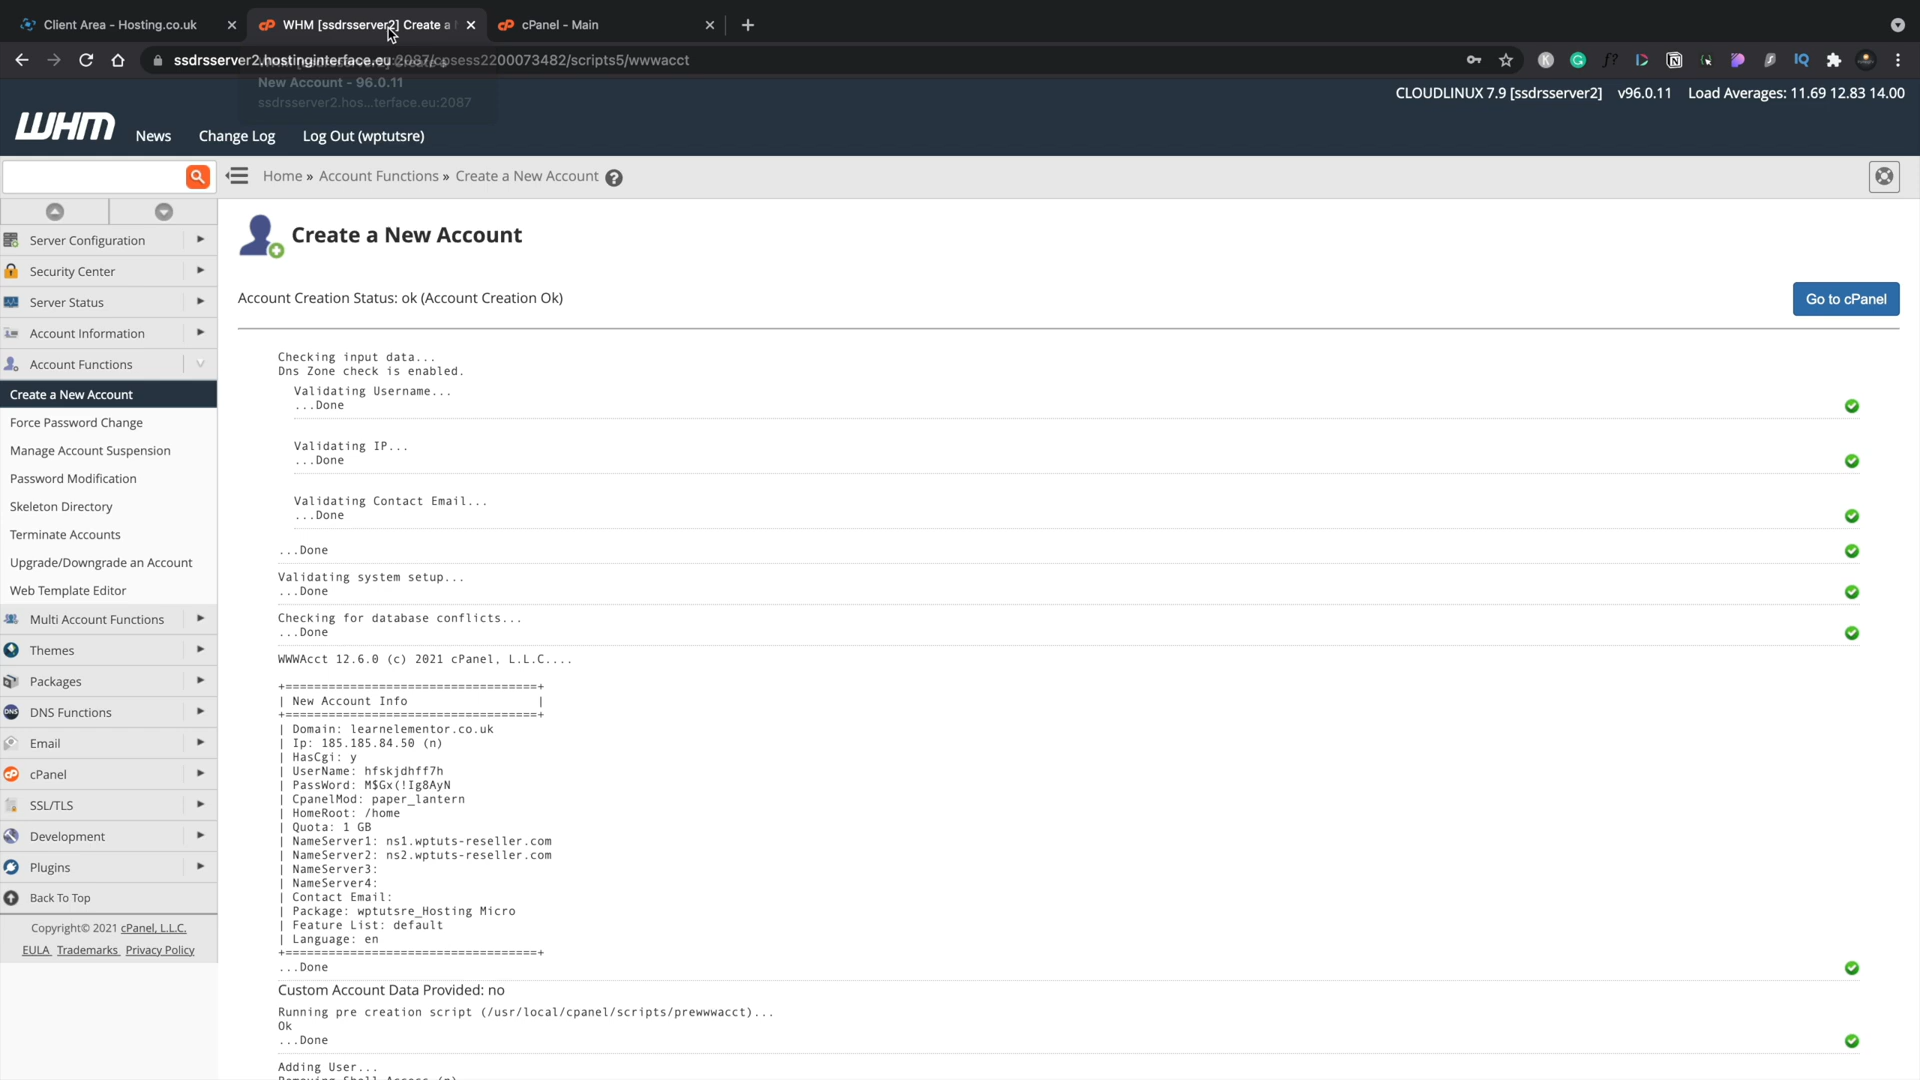 Client Area - Hosting.co.uk
WHM [ssdrsserver2] Create a
cPanel - Main
ssdrsserver2.hostinginterface.eu:2087/cpsess2200073482/scripts5/wwwacct
New Account - 96.0.11
ssdrsserver2.hos...terface.eu:2087
CLOUDLINUX 7.9 [ssdrsserver2] v96.0.11 Load Averages: 11.69 12.83 14.00
WHM
News
Change Log
Log Out (wptutsre)
Home » Account Functions » Create a New Account
Server Configuration
Security Center
Server Status
Account Information
Account Functions
Create a New Account
Force Password Change
Manage Account Suspension
Password Modification
Skeleton Directory
Terminate Accounts
Upgrade/Downgrade an Account
Web Template Editor
Multi Account Functions
Themes
Packages
DNS Functions
Email
cPanel
SSL/TLS
Development
Plugins
Back To Top
Copyright© 2021 cPanel, L.L.C.
EULA Trademarks Privacy Policy
Create a New Account
Account Creation Status: ok (Account Creation Ok)
Go to cPanel
Checking input data...
Dns Zone check is enabled.
Validating Username...
...Done
Validating IP...
...Done
Validating Contact Email...
...Done
...Done
Validating system setup...
...Done
Checking for database conflicts...
...Done
WWWAcct 12.6.0 (c) 2021 cPanel, L.L.C....
+===================================+
| New Account Info |
+===================================+
| Domain: learnelementor.co.uk
| Ip: 185.185.84.50 (n)
| HasCgi: y
| UserName: hfskjdhff7h
| PassWord: M$Gx(!Ig8AyN
| CpanelMod: paper_lantern
| HomeRoot: /home
| Quota: 1 GB
| NameServer1: ns1.wptuts-reseller.com
| NameServer2: ns2.wptuts-reseller.com
| NameServer3:
| NameServer4:
| Contact Email:
| Package: wptutsre_Hosting Micro
| Feature List: default
| Language: en
+===================================+
...Done
Custom Account Data Provided: no
Running pre creation script (/usr/local/cpanel/scripts/prewwwacct)...
Ok
...Done
Adding User...
Removing Shell Access (n)